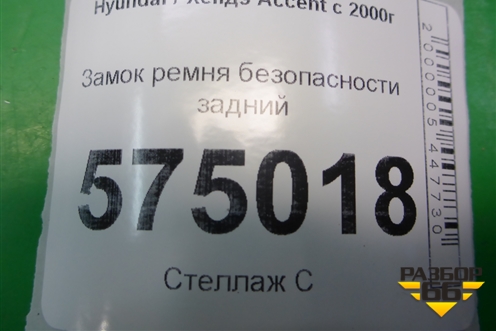 Hyundai / Хендэ Accent с 2000г
Замок ремня безопасности
задний
575018
Стеллаж С
2000005447730
РАЗБОР
66